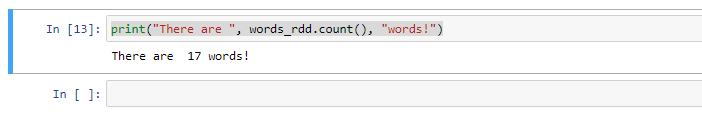 In [13]: print("There are ", words_rdd.count(), "words!")
There are  17 words!
In [ ]: